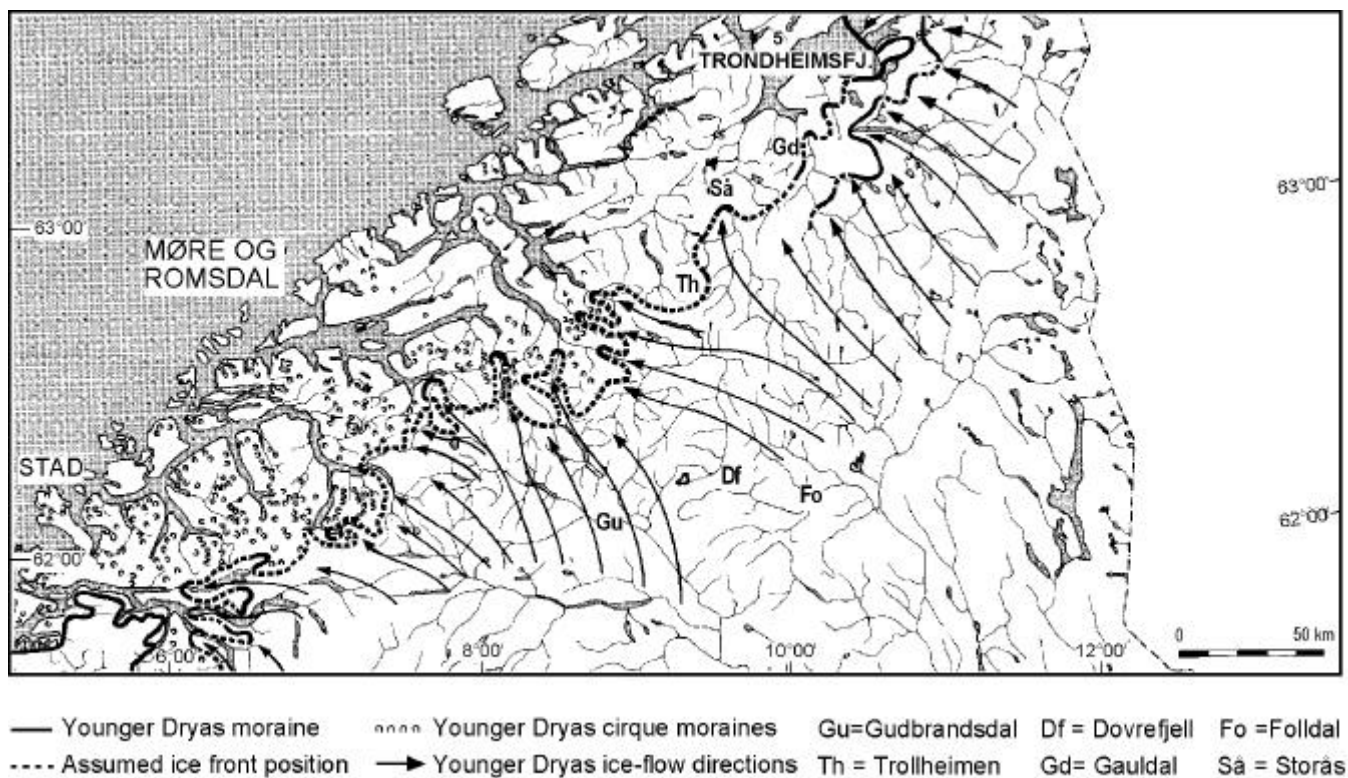 5
TRONDHEIMSFJ.
Gd
63°00'
Så
63°00'
MØRE OG
ROMSDAL
Th
STAD
Df
Fo
Gu
62°00'
62°00'
6°00'
8°00'
10°00'
12°00'
0 50 km
Younger Dryas moraine
Younger Dryas cirque moraines
Gu=Gudbrandsdal
Df = Dovrefjell
Fo =Folldal
Assumed ice front position
Younger Dryas ice-flow directions
Th = Trollheimen
Gd= Gauldal
Så = Storås